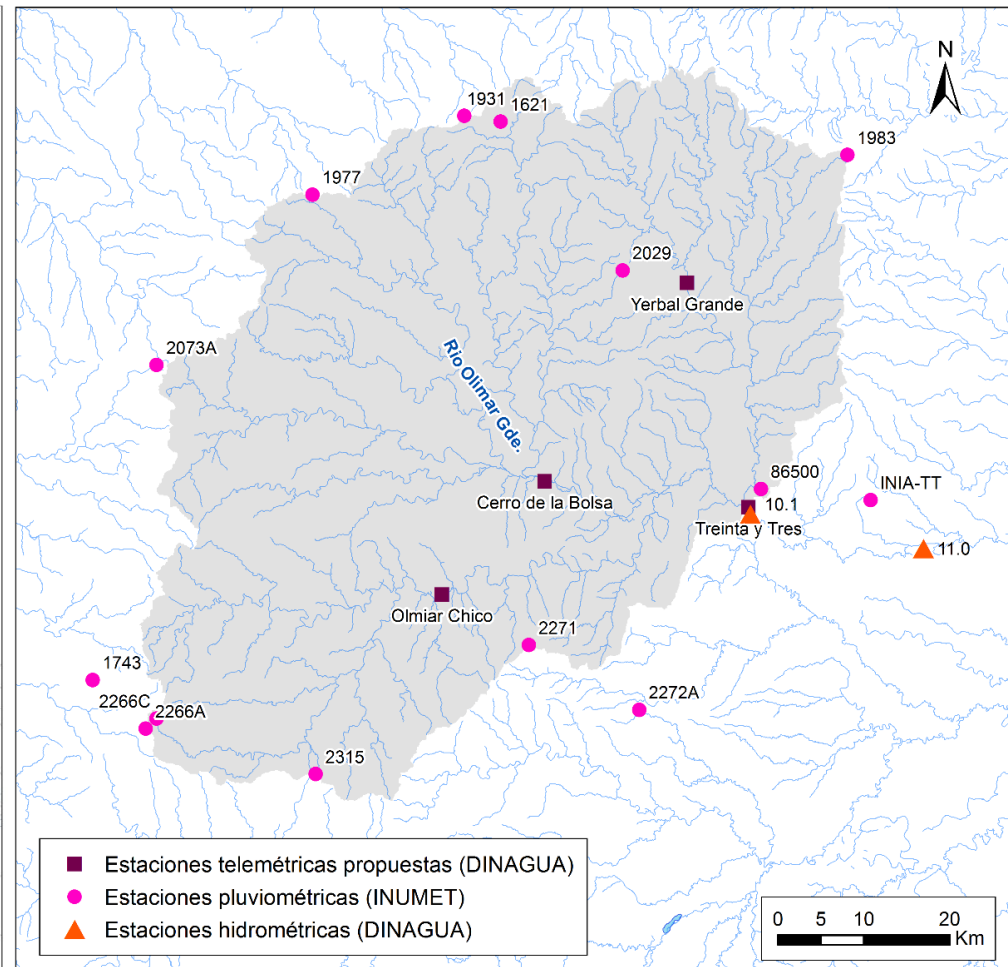 N
1931
1621
1983
1977
2029
Yerbal Grande
2073A
Rio Olimar Gde.
86500
INIA-TT
Cerro de la Bolsa
10.1
Treinta y Tres
11.0
Olmiar Chico
2271
1743
2266C
2266A
2272A
2315
Estaciones telemétricas propuestas (DINAGUA)
Estaciones pluviométricas (INUMET)
Estaciones hidrométricas (DINAGUA)
0 5 10 20
Km